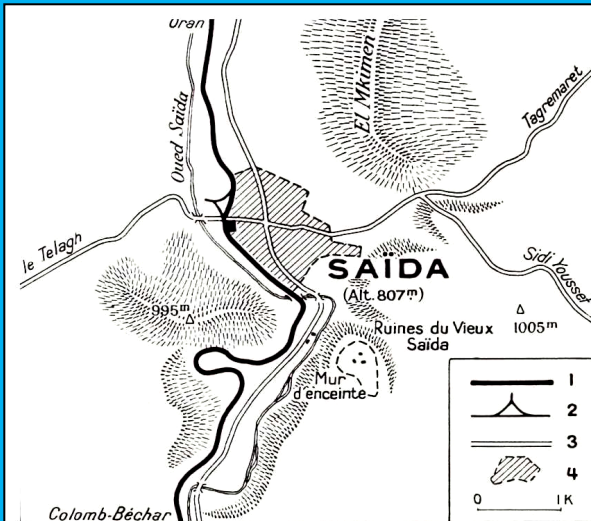 Oran
El Mkimen
Tagremaret
Oued Saïda
le Telagh
SAÏDA
(Alt. 807m)
Sidi Youssef
995m
1005m
Ruines du Vieux
Saïda
Mur
d'enceinte
Colomb-Béchar
1
2
3
4
0 1K